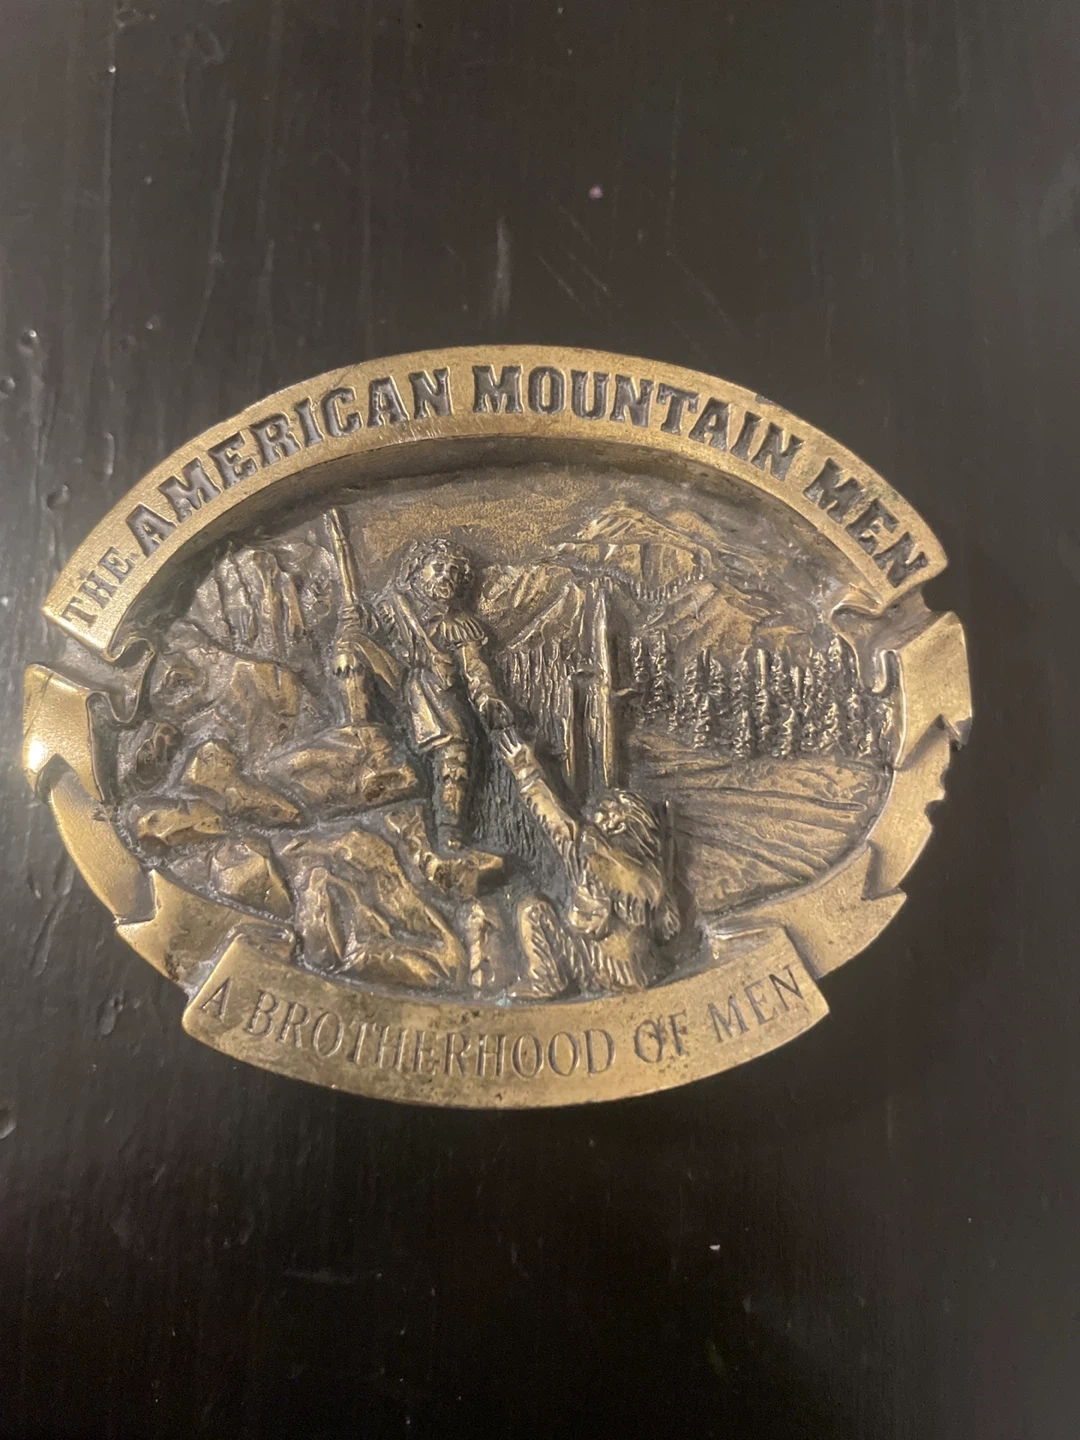 THE AMERICAN MOUNTAIN MEN
A BROTHERHOOD OF MEN